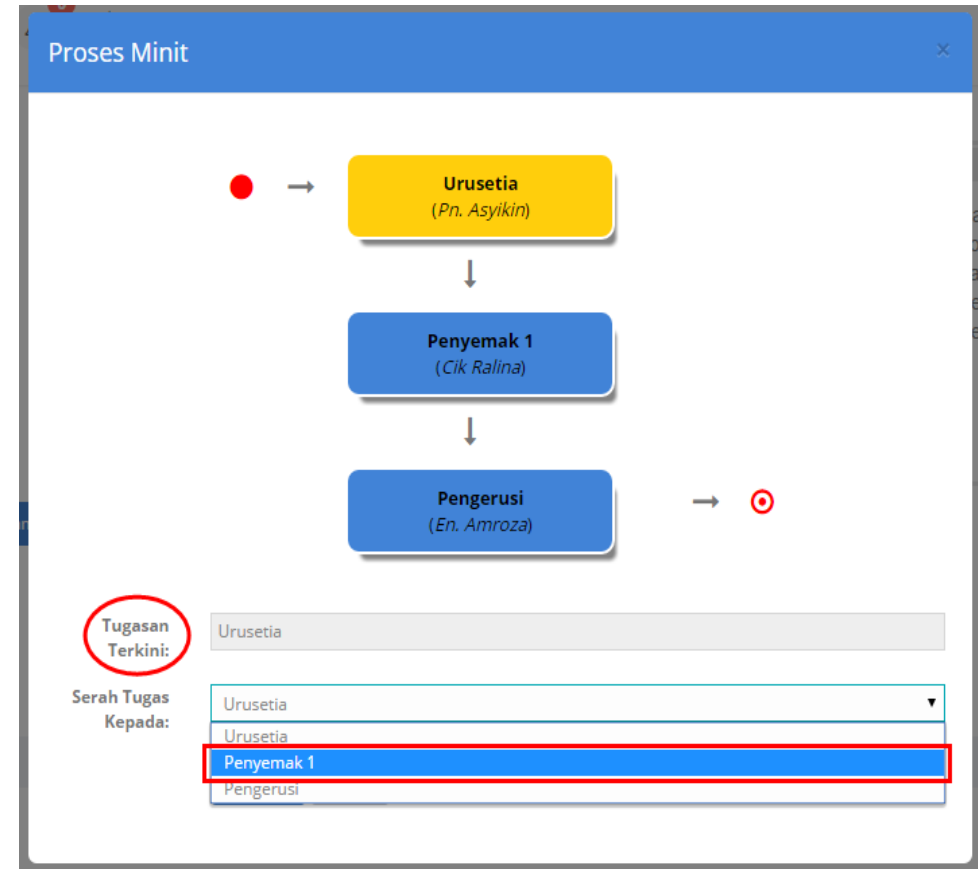 Proses Minit
×
Urusetia
(Pn. Asyikin)
Penyemak 1
(Cik Ralina)
Pengerusi
(En. Amroza)
Tugasan
Terkini:
Urusetia
Serah Tugas
Kepada:
Urusetia
Urusetia
Penyemak 1
Pengerusi